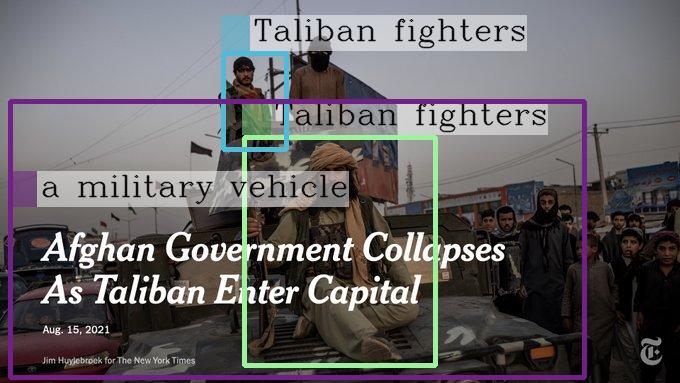 Taliban fighters
Taliban fighters
a military vehicle
Afghan Government Collapses
As Taliban Enter Capital
Aug. 15, 2021
Jim Huylebroek for The New York Times